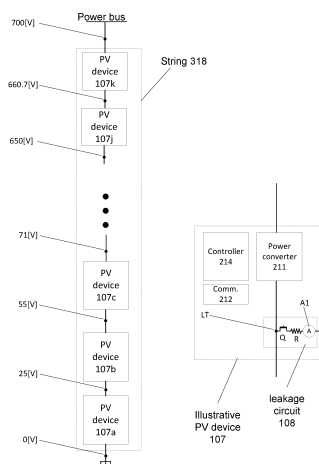 Power bus
700[V]
PV
device
107k
String 318
660.7[V]
PV
device
107j
650[V]
71[V]
PV
device
107c
55[V]
PV
device
107b
25[V]
PV
device
107a
0[V]
Controller
214
Power
converter
211
Comm.
212
A1
LT
Q
R
A
Illustrative
PV device
107
leakage
circuit
108